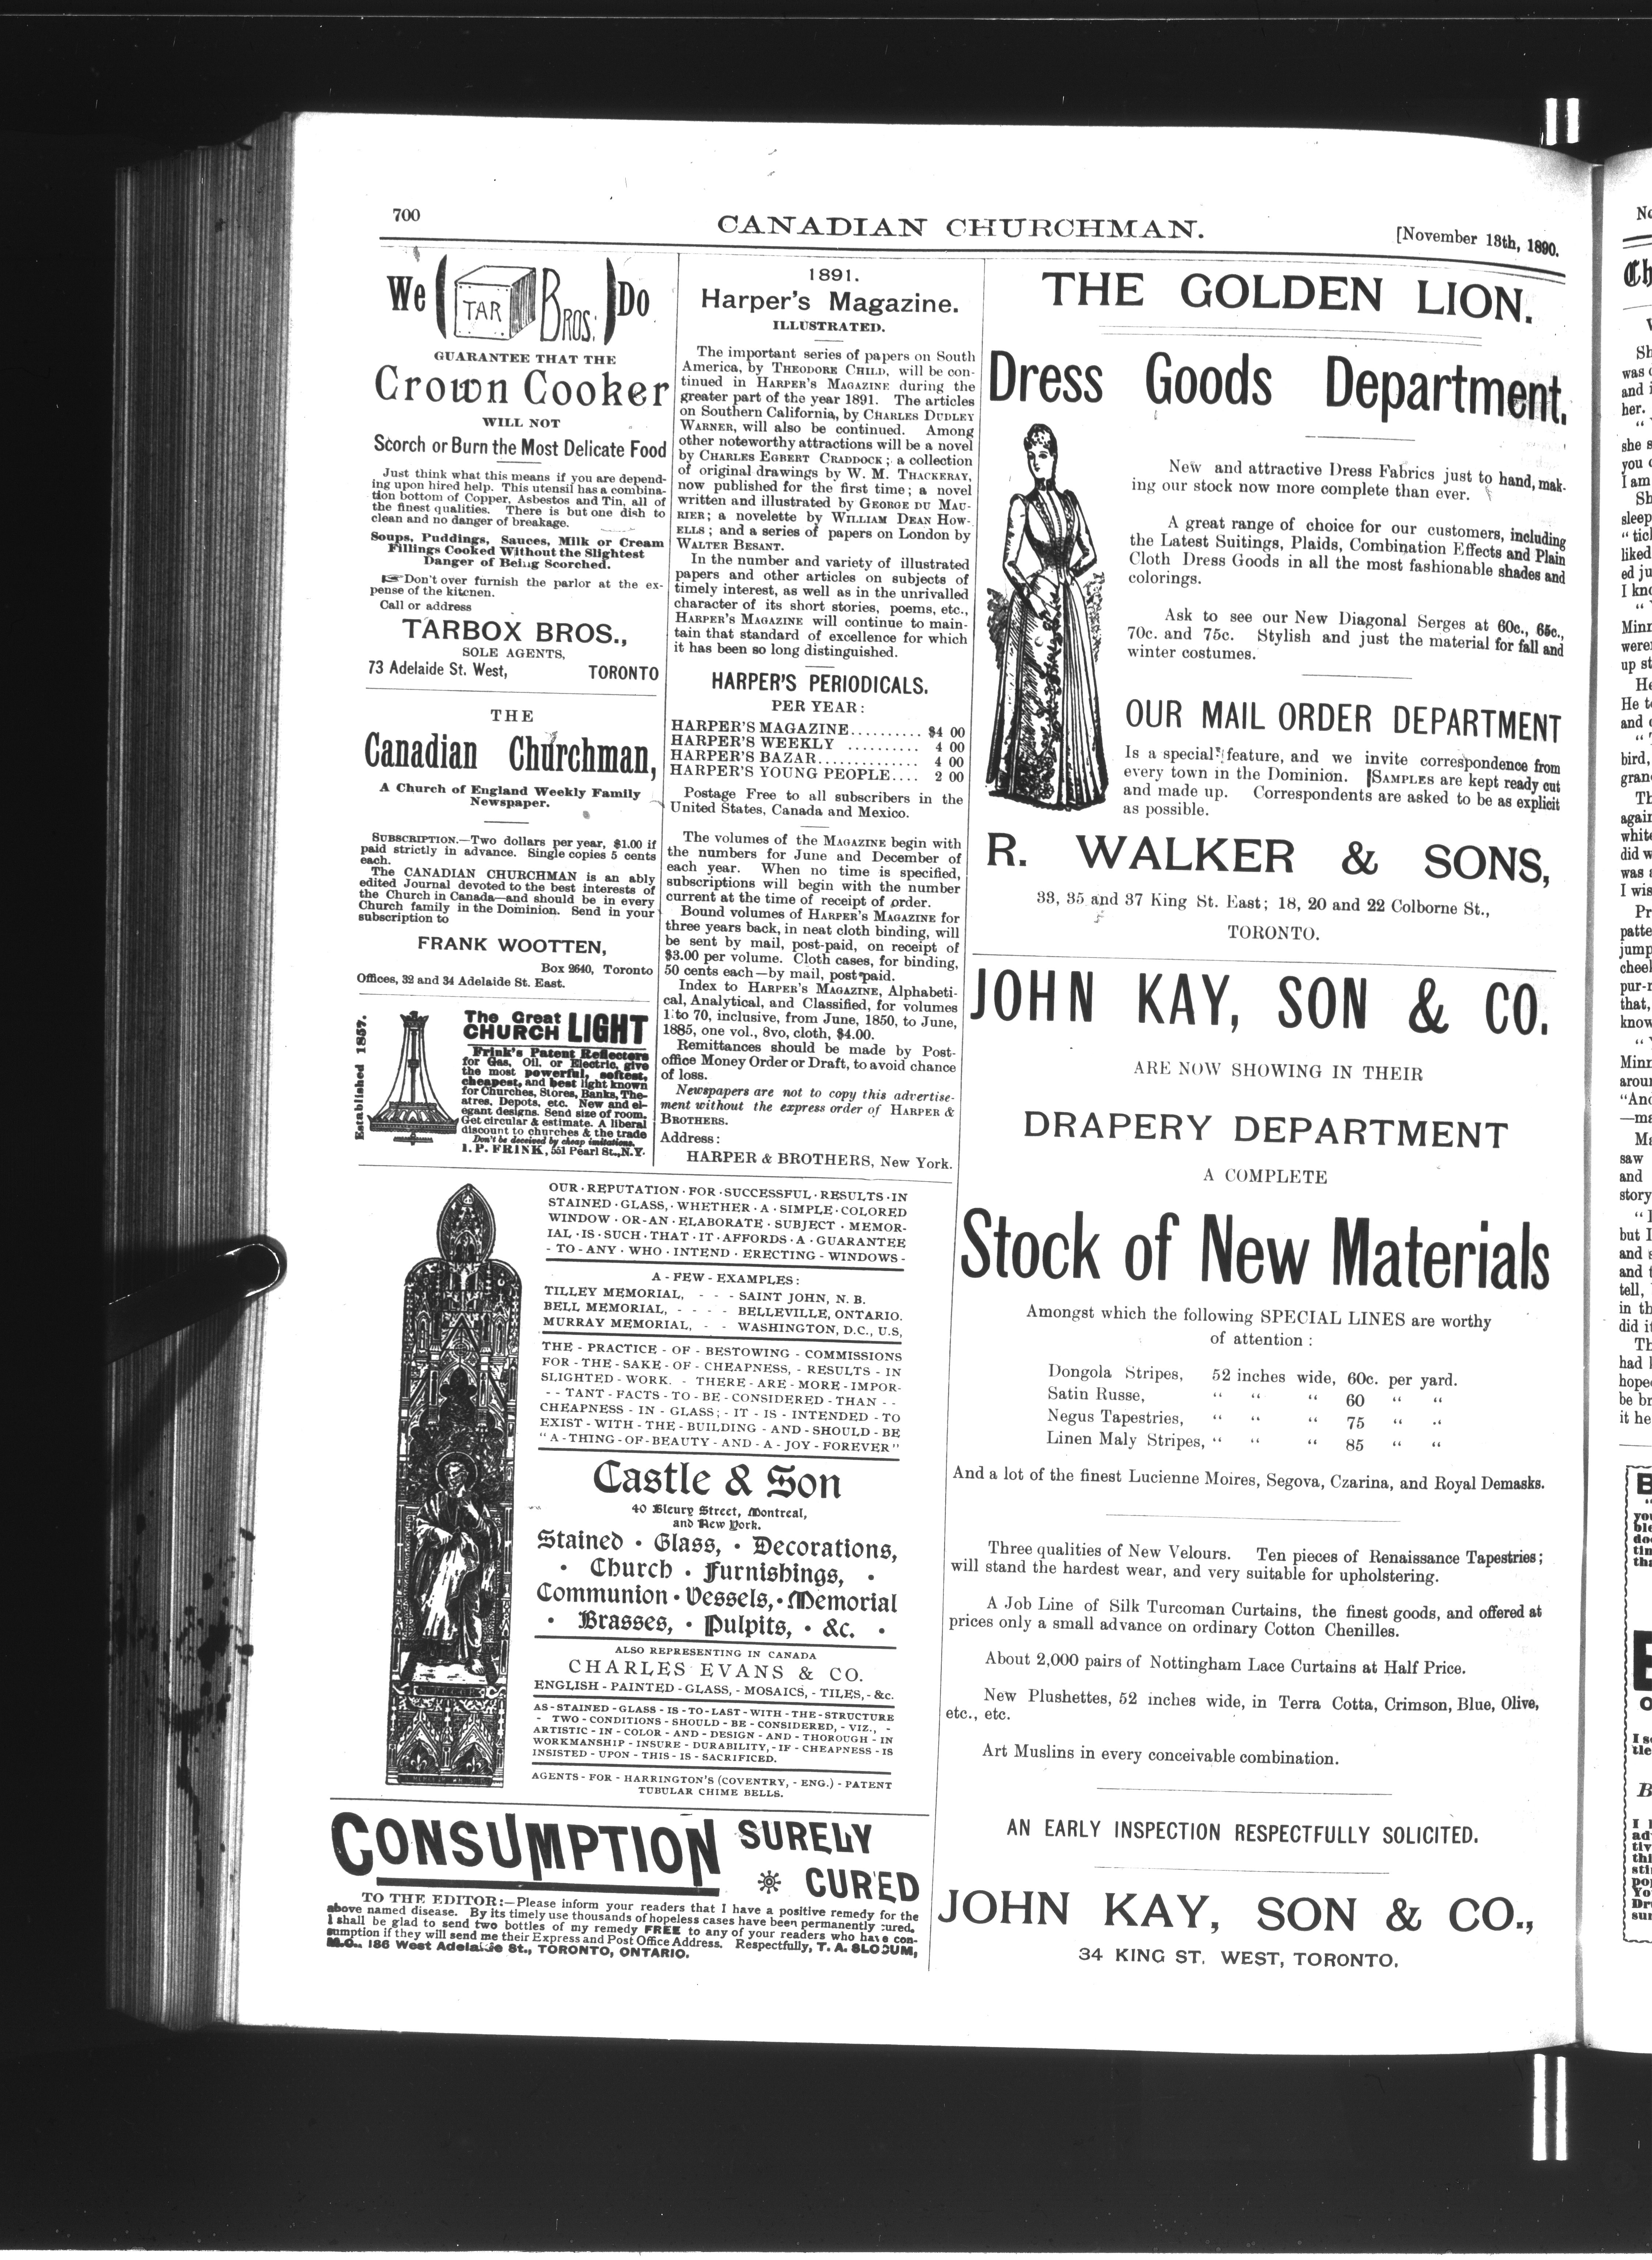 700
CANADIAN CHURCHMAN.
[November 13th, 1890.
We ( TAR BROS: ) Do
GUARANTEE THAT THE
Crown Cooker
WILL NOT
Scorch or Burn the Most Delicate Food
Just think what this means if you are depend-
ing upon hired help. This utensil has a combina-
tion bottom of Copper, Asbestos and Tin, all of
the finest qualities. There is but one dish to
clean and no danger of breakage.
Soups, Puddings, Sauces, Milk or Cream
Fillings Cooked Without the Slightest
Danger of Being Scorched.
☞Don't over furnish the parlor at the ex-
pense of the kitcnen.
Call or address
TARBOX BROS.,
SOLE AGENTS,
73 Adelaide St. West, TORONTO
THE
Canadian Churchman,
A Church of England Weekly Family
Newspaper.
SUBSCRIPTION.—Two dollars per year, $1.00 if
paid strictly in advance. Single copies 5 cents
each.
The CANADIAN CHURCHMAN is an ably
edited Journal devoted to the best interests of
the Church in Canada—and should be in every
Church family in the Dominion. Send in your
subscription to
FRANK WOOTTEN,
Box 2640, Toronto
Offices, 32 and 34 Adelaide St. East.
Established 1857.
The Great
CHURCH LIGHT
Frink's Patent Reflectors
for Gas, Oil, or Electric, give
the most powerful, softest,
cheapest, and best light known
for Churches, Stores, Banks, The-
atres, Depots, etc. New and el-
egant designs. Send size of room.
Get circular & estimate. A liberal
discount to churches & the trade
Don't be deceived by cheap imitations.
I. P. FRINK, 551 Pearl St., N.Y.
1891.
Harper's Magazine.
ILLUSTRATED.
The important series of papers on South
America, by THEODORE CHILD, will be con-
tinued in HARPER'S MAGAZINE during the
greater part of the year 1891. The articles
on Southern California, by CHARLES DUDLEY
WARNER, will also be continued. Among
other noteworthy attractions will be a novel
by CHARLES EGBERT CRADDOCK; a collection
of original drawings by W. M. THACKERAY,
now published for the first time; a novel
written and illustrated by GEORGE DU MAU-
RIER; a novelette by WILLIAM DEAN HOW-
ELLS; and a series of papers on London by
WALTER BESANT.
In the number and variety of illustrated
papers and other articles on subjects of
timely interest, as well as in the unrivalled
character of its short stories, poems, etc.,
HARPER'S MAGAZINE will continue to main-
tain that standard of excellence for which
it has been so long distinguished.
HARPER'S PERIODICALS.
PER YEAR:
HARPER'S MAGAZINE.......... $4 00
HARPER'S WEEKLY .......... 4 00
HARPER'S BAZAR.............. 4 00
HARPER'S YOUNG PEOPLE.... 2 00
Postage Free to all subscribers in the
United States, Canada and Mexico.
The volumes of the MAGAZINE begin with
the numbers for June and December of
each year. When no time is specified,
subscriptions will begin with the number
current at the time of receipt of order.
Bound volumes of HARPER'S MAGAZINE for
three years back, in neat cloth binding, will
be sent by mail, post-paid, on receipt of
$3.00 per volume. Cloth cases, for binding,
50 cents each—by mail, post-paid.
Index to HARPER'S MAGAZINE, Alphabeti-
cal, Analytical, and Classified, for volumes
1 to 70, inclusive, from June, 1850, to June,
1885, one vol., 8vo, cloth, $4.00.
Remittances should be made by Post-
office Money Order or Draft, to avoid chance
of loss.
Newspapers are not to copy this advertise-
ment without the express order of HARPER &
BROTHERS.
Address:
HARPER & BROTHERS, New York.
OUR·REPUTATION·FOR·SUCCESSFUL·RESULTS·IN
STAINED·GLASS,·WHETHER·A·SIMPLE·COLORED
WINDOW·OR-AN·ELABORATE·SUBJECT·MEMOR-
IAL·IS·SUCH·THAT·IT·AFFORDS·A·GUARANTEE
-TO-ANY·WHO·INTEND·ERECTING-WINDOWS-
A-FEW-EXAMPLES:
TILLEY MEMORIAL, - - - SAINT JOHN, N. B.
BELL MEMORIAL, - - - - BELLEVILLE, ONTARIO.
MURRAY MEMORIAL, - - WASHINGTON, D.C., U.S,
THE - PRACTICE - OF - BESTOWING - COMMISSIONS
FOR - THE - SAKE - OF - CHEAPNESS, - RESULTS - IN
SLIGHTED - WORK. - THERE - ARE - MORE - IMPOR-
- - TANT - FACTS - TO - BE - CONSIDERED - THAN - -
CHEAPNESS - IN - GLASS; - IT - IS - INTENDED - TO
EXIST - WITH - THE - BUILDING - AND - SHOULD - BE
"A - THING - OF - BEAUTY - AND - A - JOY - FOREVER"
Castle & Son
40 Bleury Street, Montreal,
and New York.
Stained · Glass, · Decorations,
· Church · Furnishings, ·
Communion · Vessels, · Memorial
· Brasses, · Pulpits, · &c. ·
ALSO REPRESENTING IN CANADA
CHARLES EVANS & CO.
ENGLISH - PAINTED - GLASS, - MOSAICS, - TILES, - &c.
AS - STAINED - GLASS - IS - TO - LAST - WITH - THE - STRUCTURE
- TWO - CONDITIONS - SHOULD - BE - CONSIDERED, - VIZ., -
ARTISTIC - IN - COLOR - AND - DESIGN - AND - THOROUGH - IN
WORKMANSHIP - INSURE - DURABILITY, - IF - CHEAPNESS - IS
INSISTED - UPON - THIS - IS - SACRIFICED.
AGENTS - FOR - HARRINGTON'S (COVENTRY, - ENG.) - PATENT
TUBULAR CHIME BELLS.
CONSUMPTION SURELY
CURED
TO THE EDITOR:—Please inform your readers that I have a positive remedy for the
above named disease. By its timely use thousands of hopeless cases have been permanently cured.
I shall be glad to send two bottles of my remedy FREE to any of your readers who have con-
sumption if they will send me their Express and Post Office Address. Respectfully, T. A. SLOCUM,
M.C., 186 West Adelaide St., TORONTO, ONTARIO.
THE GOLDEN LION.
Dress Goods Department.
New and attractive Dress Fabrics just to hand, mak-
ing our stock now more complete than ever.
A great range of choice for our customers, including
the Latest Suitings, Plaids, Combination Effects and Plain
Cloth Dress Goods in all the most fashionable shades and
colorings.
Ask to see our New Diagonal Serges at 60c., 65c.,
70c. and 75c. Stylish and just the material for fall and
winter costumes.
OUR MAIL ORDER DEPARTMENT
Is a special feature, and we invite correspondence from
every town in the Dominion. SAMPLES are kept ready cut
and made up. Correspondents are asked to be as explicit
as possible.
R. WALKER & SONS,
33, 35 and 37 King St. East; 18, 20 and 22 Colborne St.,
TORONTO.
JOHN KAY, SON & CO.
ARE NOW SHOWING IN THEIR
DRAPERY DEPARTMENT
A COMPLETE
Stock of New Materials
Amongst which the following SPECIAL LINES are worthy
of attention :
Dongola Stripes, 52 inches wide, 60c. per yard.
Satin Russe, “ “ “ 60 “ “
Negus Tapestries, “ “ “ 75 “ “
Linen Maly Stripes, “ “ “ 85 “ “
And a lot of the finest Lucienne Moires, Segova, Czarina, and Royal Demasks.
Three qualities of New Velours. Ten pieces of Renaissance Tapestries;
will stand the hardest wear, and very suitable for upholstering.
A Job Line of Silk Turcoman Curtains, the finest goods, and offered at
prices only a small advance on ordinary Cotton Chenilles.
About 2,000 pairs of Nottingham Lace Curtains at Half Price.
New Plushettes, 52 inches wide, in Terra Cotta, Crimson, Blue, Olive,
etc., etc.
Art Muslins in every conceivable combination.
AN EARLY INSPECTION RESPECTFULLY SOLICITED.
JOHN KAY, SON & CO.,
34 KING ST. WEST, TORONTO.